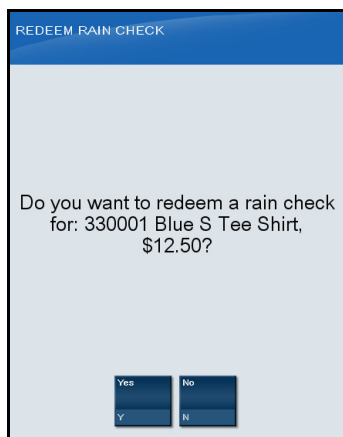 REDEEM RAIN CHECK
Do you want to redeem a rain check
for: 330001 Blue S Tee Shirt,
$12.50?
Yes No
Y N